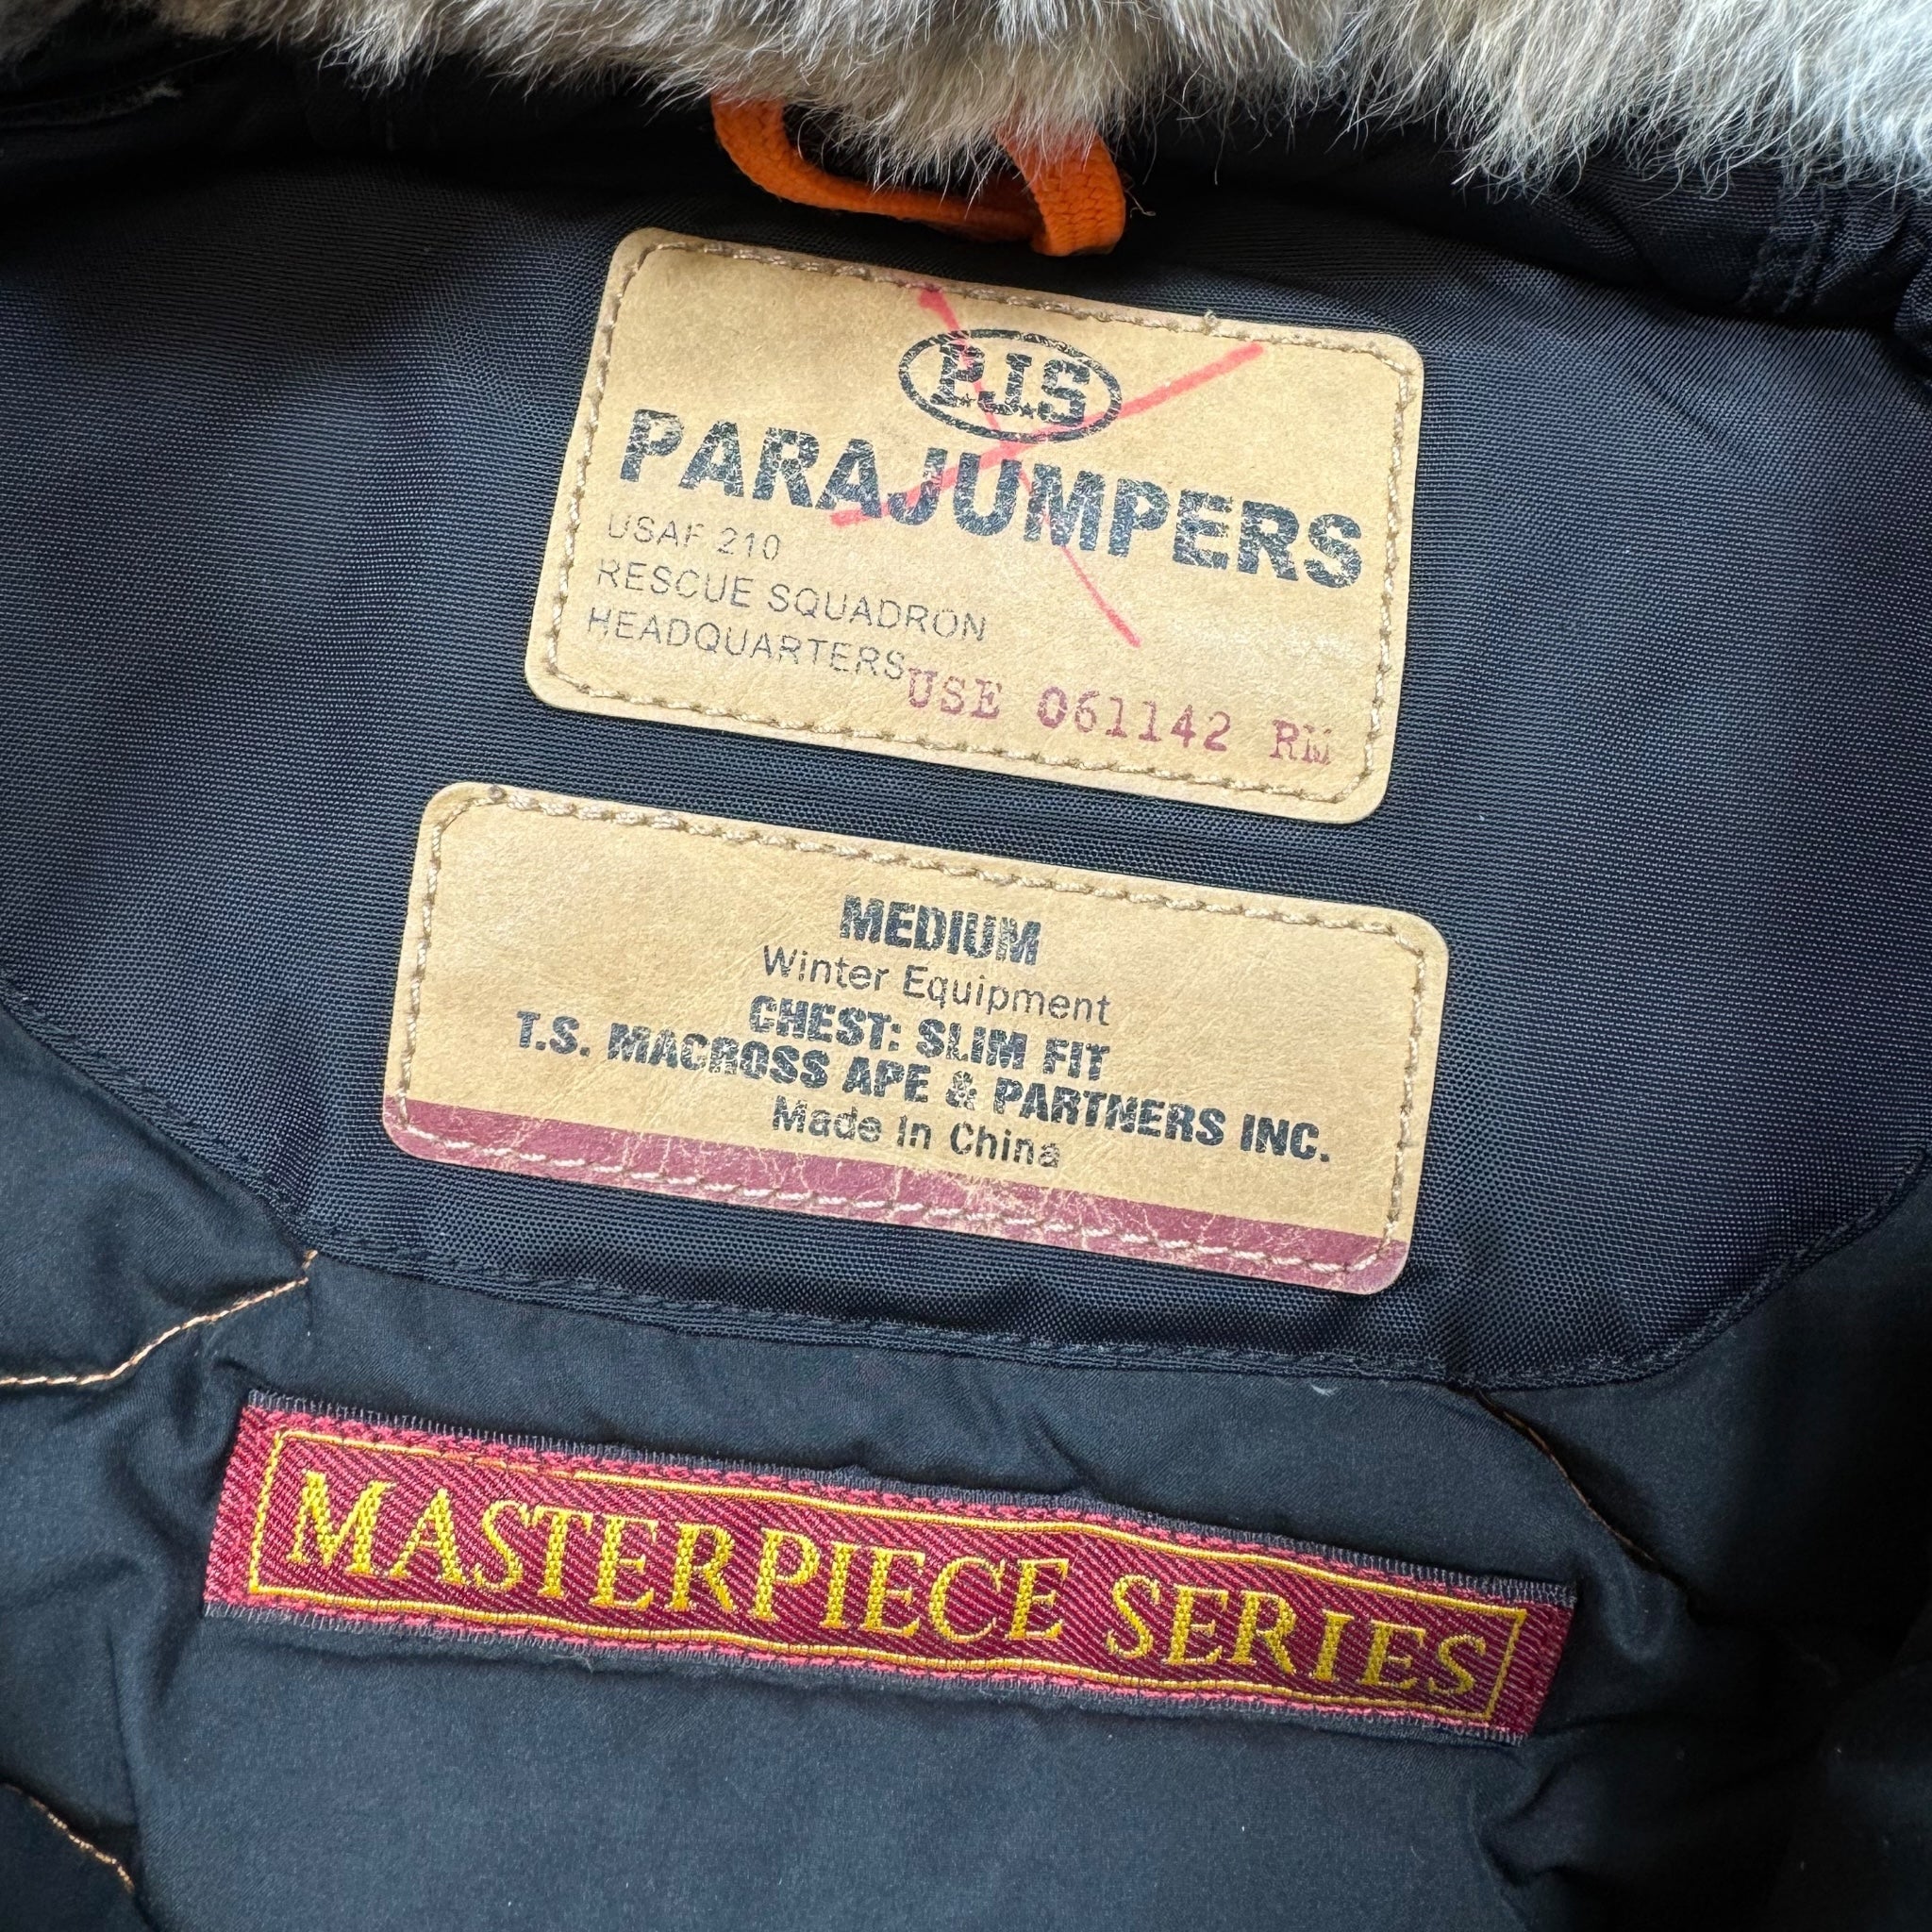 P.J.S
PARAJUMPERS
USAF 210
RESCUE SQUADRON
HEADQUARTERS
USE 061142 RM
MEDIUM
Winter Equipment
CHEST: SLIM FIT
T.S. MACROSS APE & PARTNERS INC.
Made In China
MASTERPIECE SERIES